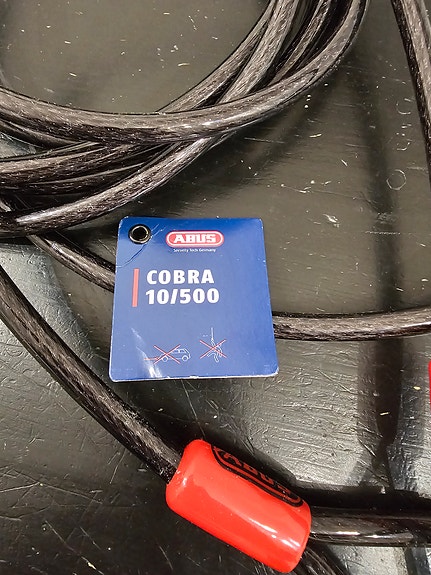 ABUS
Security Tech Germany
COBRA
10/500
ABUS